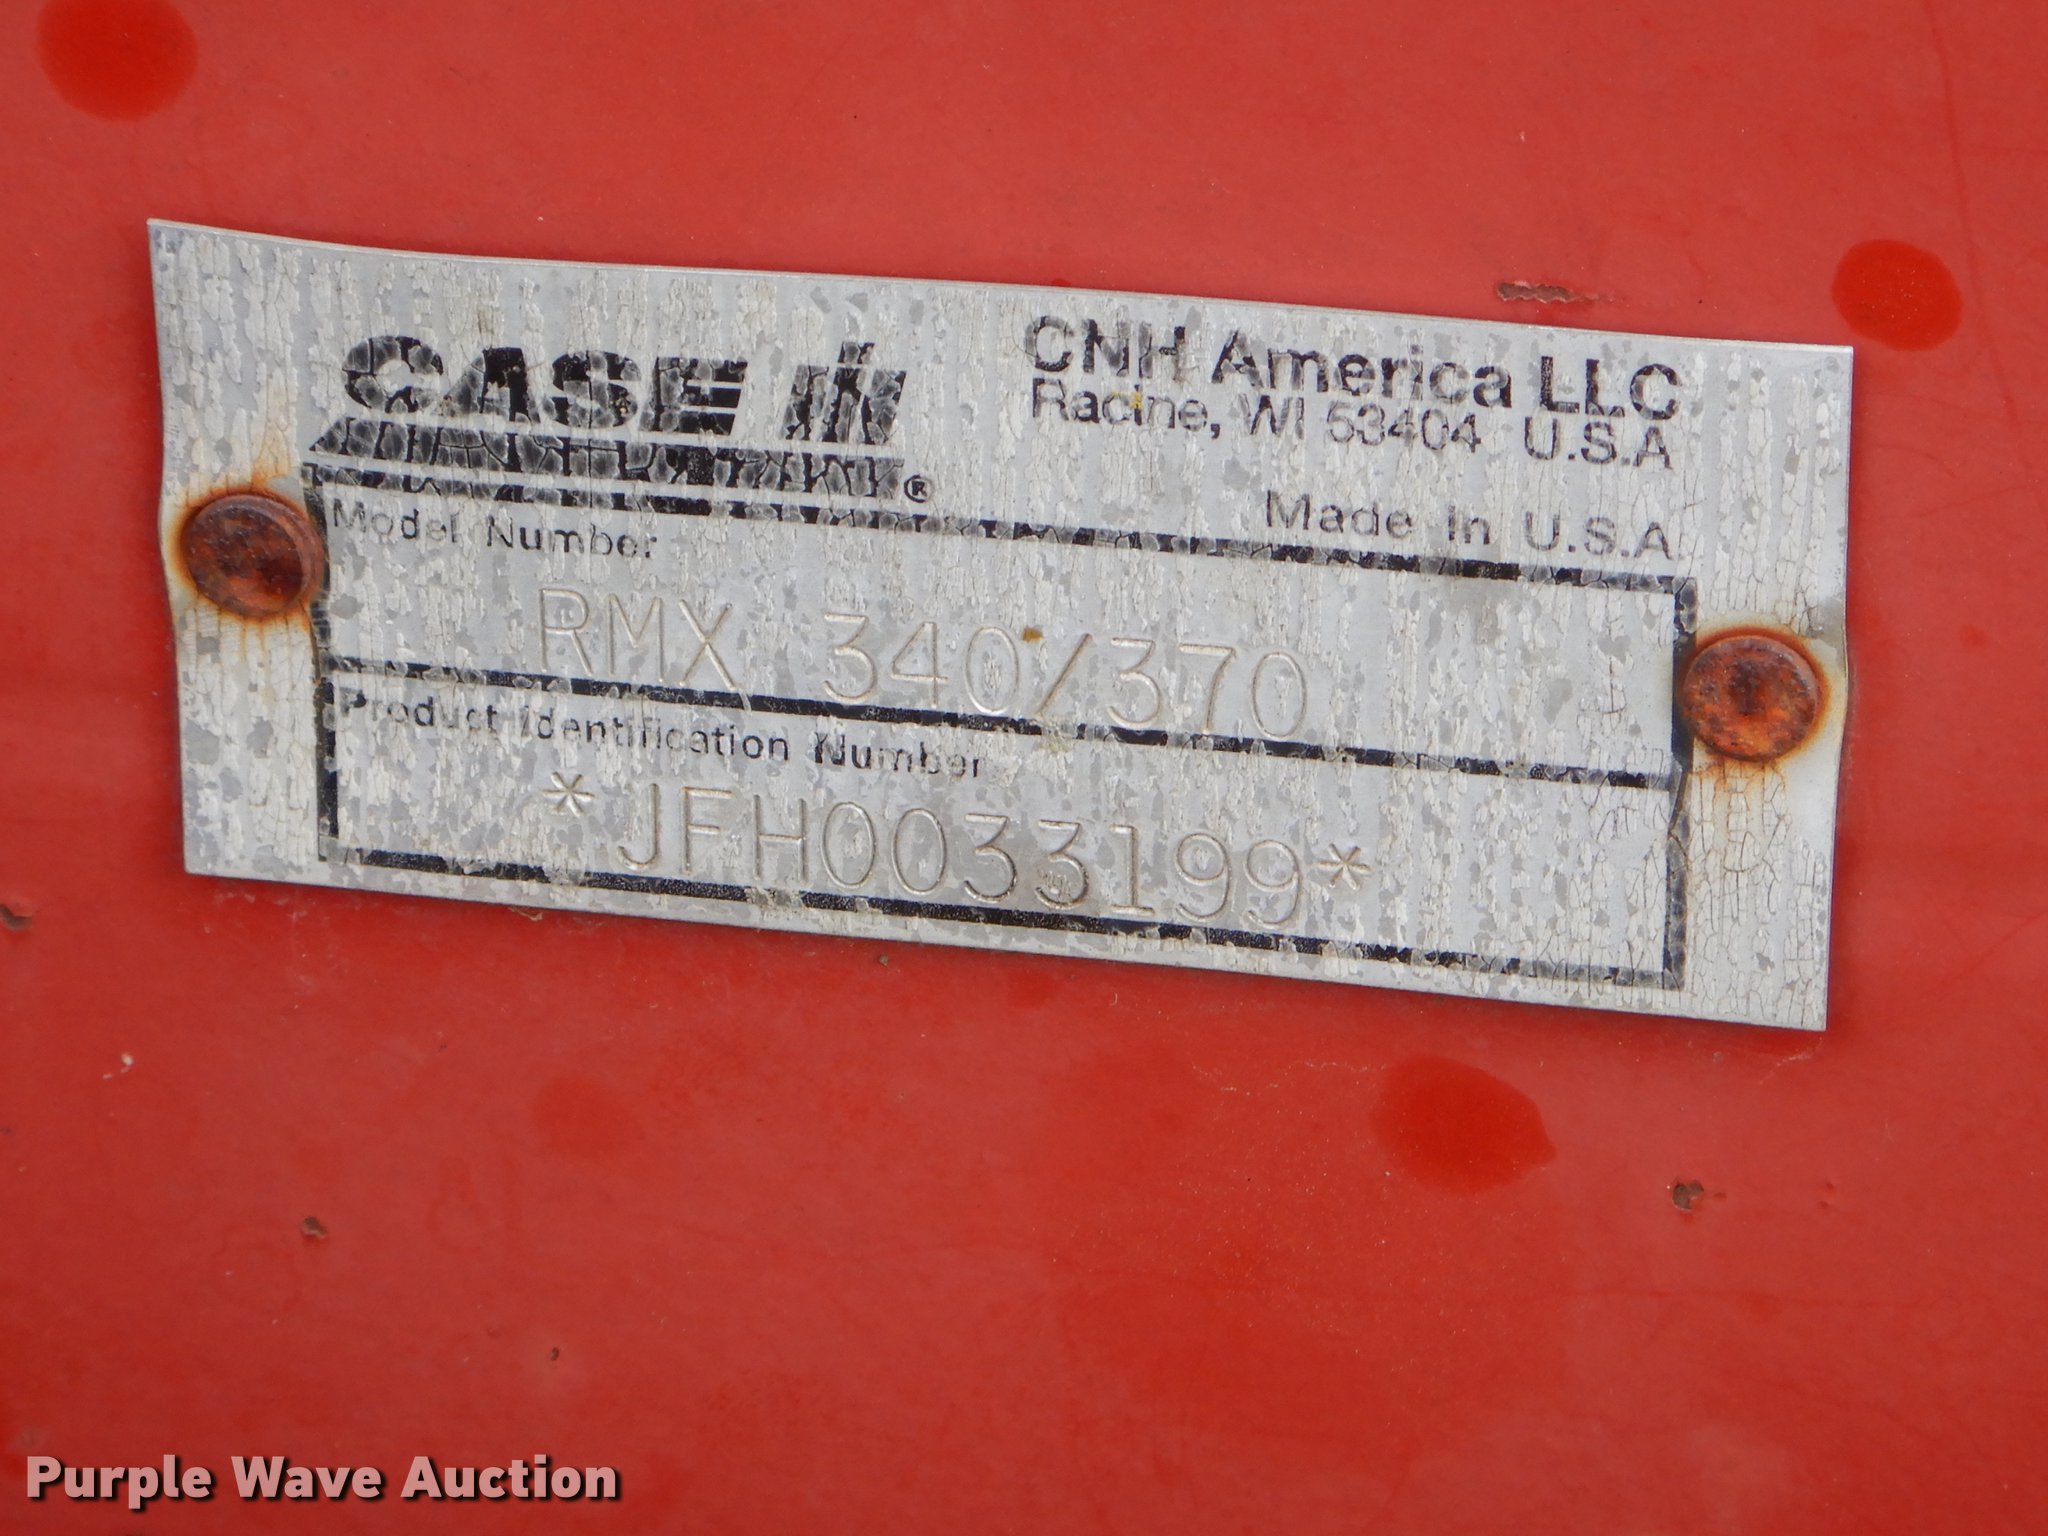 CASE IH ®
CNH America LLC
Racine, WI 53404 U.S.A
Made In U.S.A
Model Number
RMX 340/370
Product Identification Number
*JFH0033199*
Purple Wave Auction